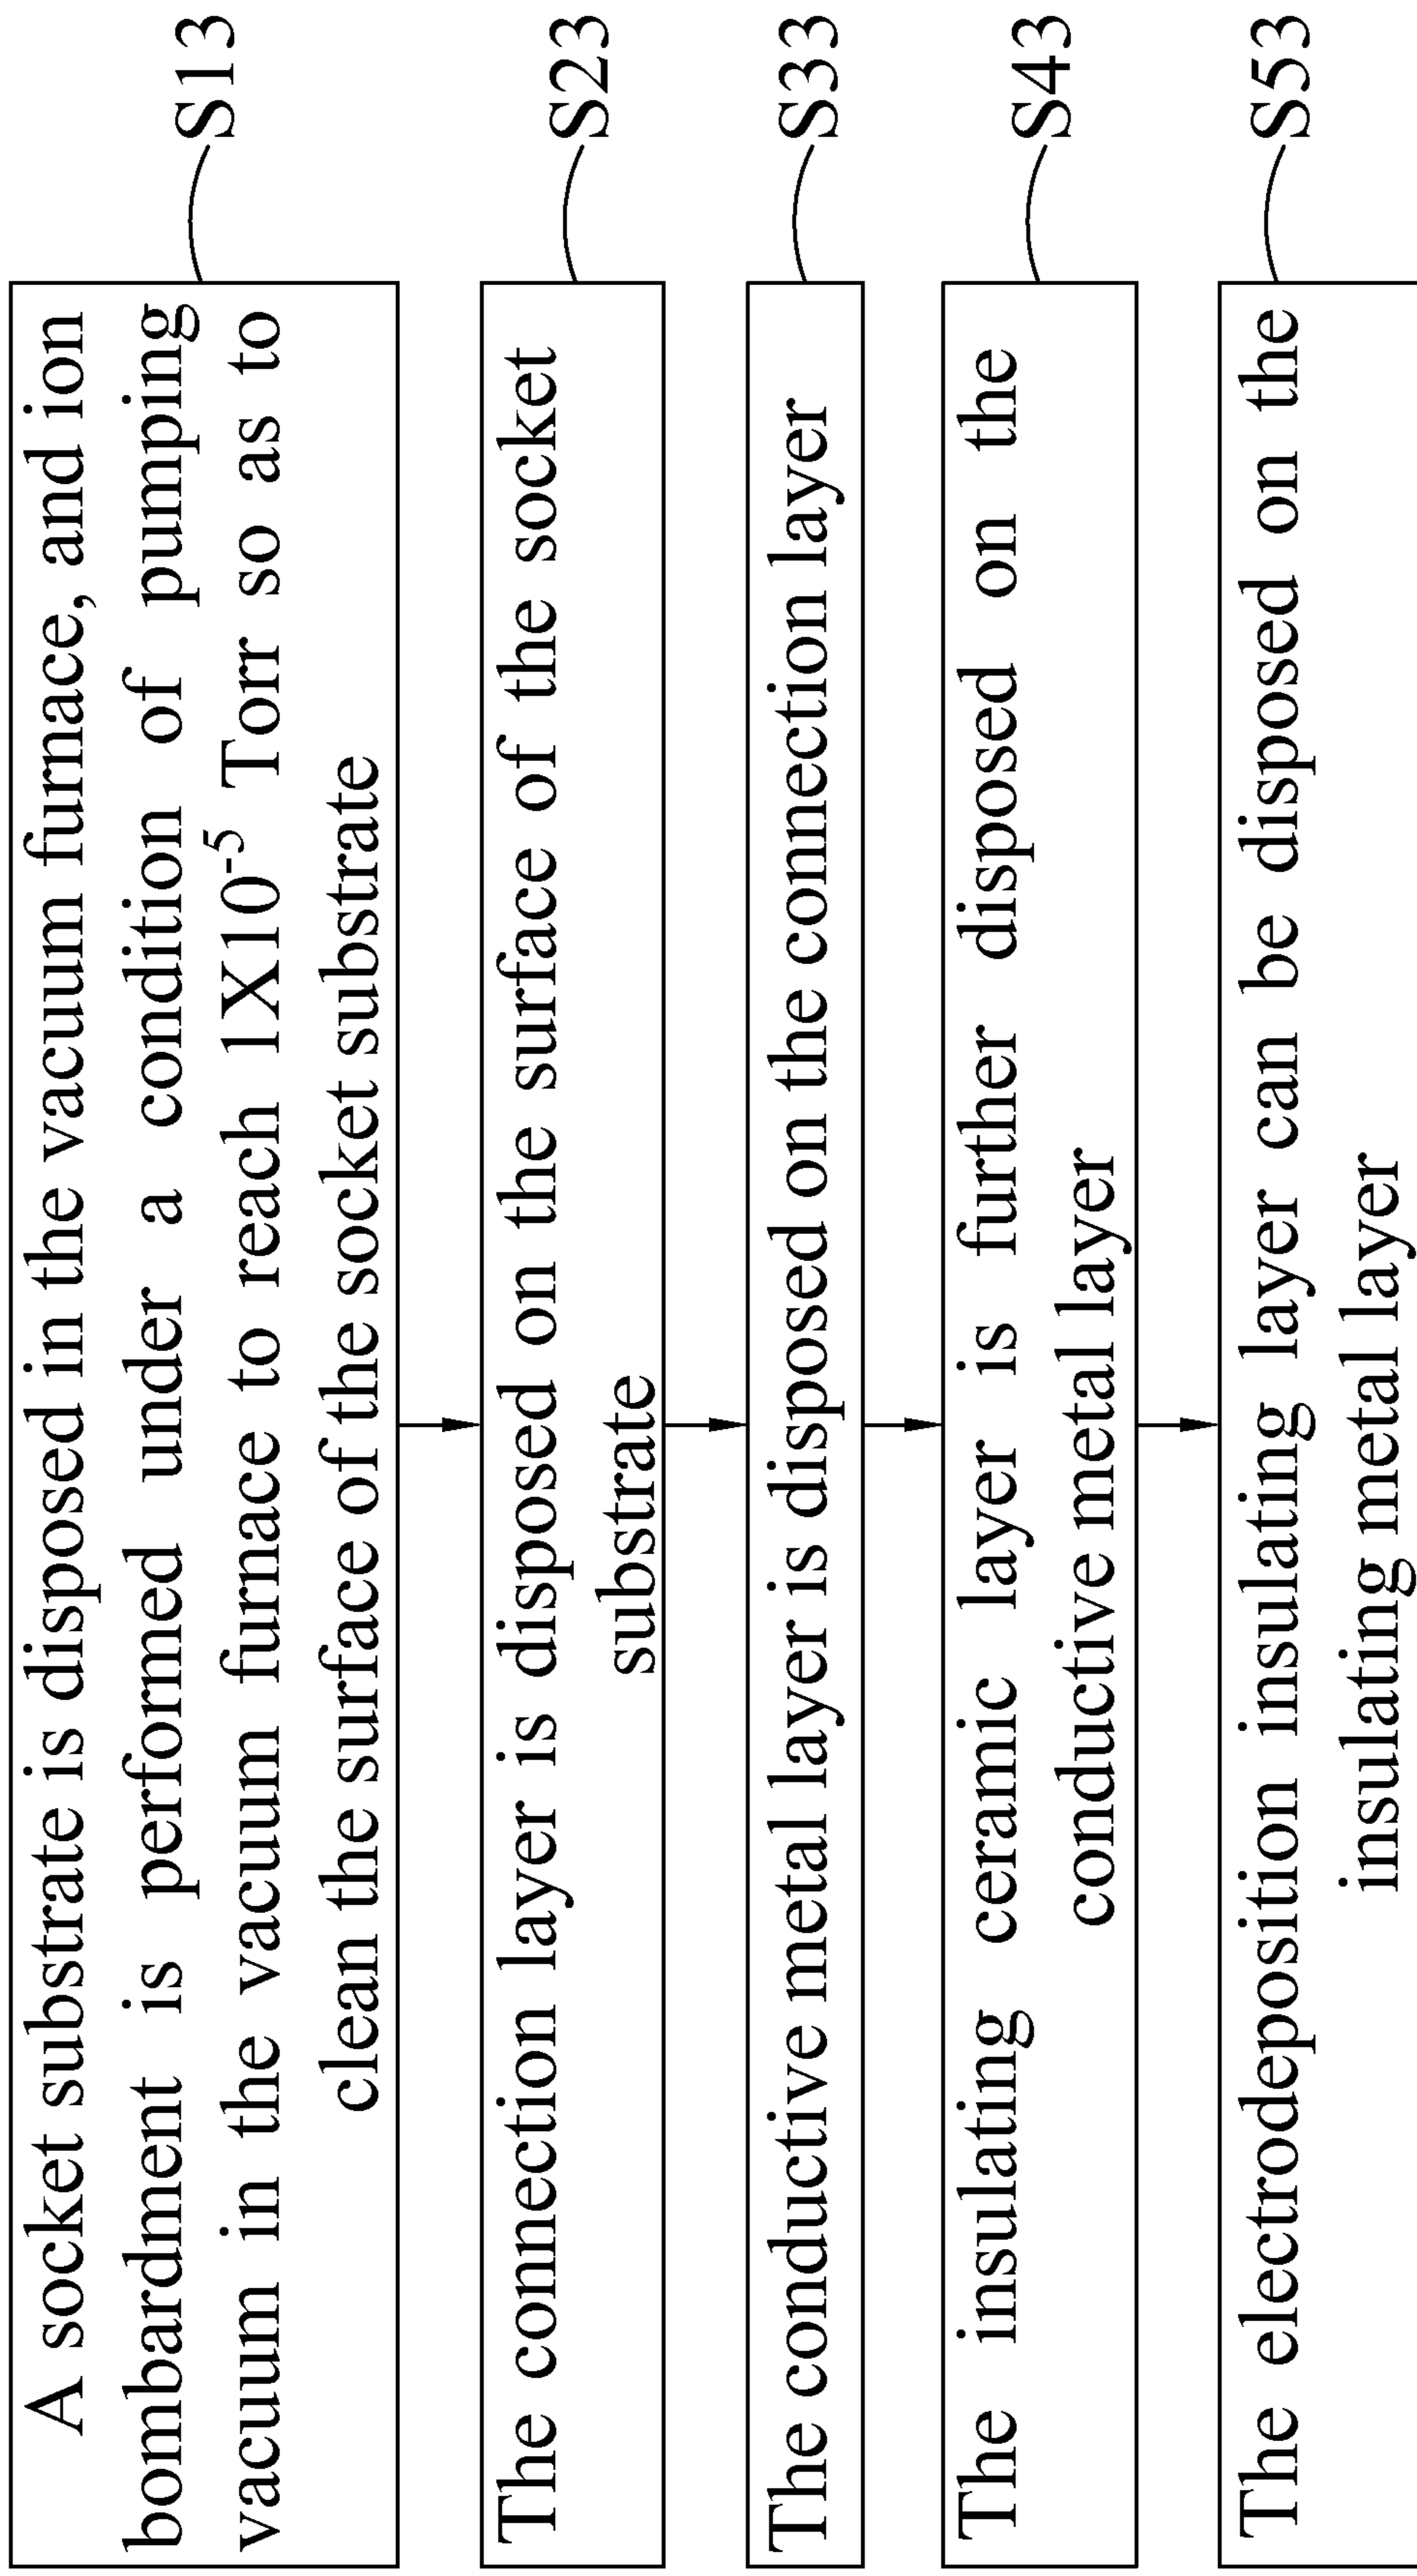 A socket substrate is disposed in the vacuum furnace, and ion
bombardment is performed under a condition of pumping
vacuum in the vacuum furnace to reach 1X10⁻⁵ Torr so as to
clean the surface of the socket substrate
S13
The connection layer is disposed on the surface of the socket
substrate
S23
The conductive metal layer is disposed on the connection layer
S33
The insulating ceramic layer is further disposed on the
conductive metal layer
S43
The electrodeposition insulating layer can be disposed on the
insulating metal layer
S53